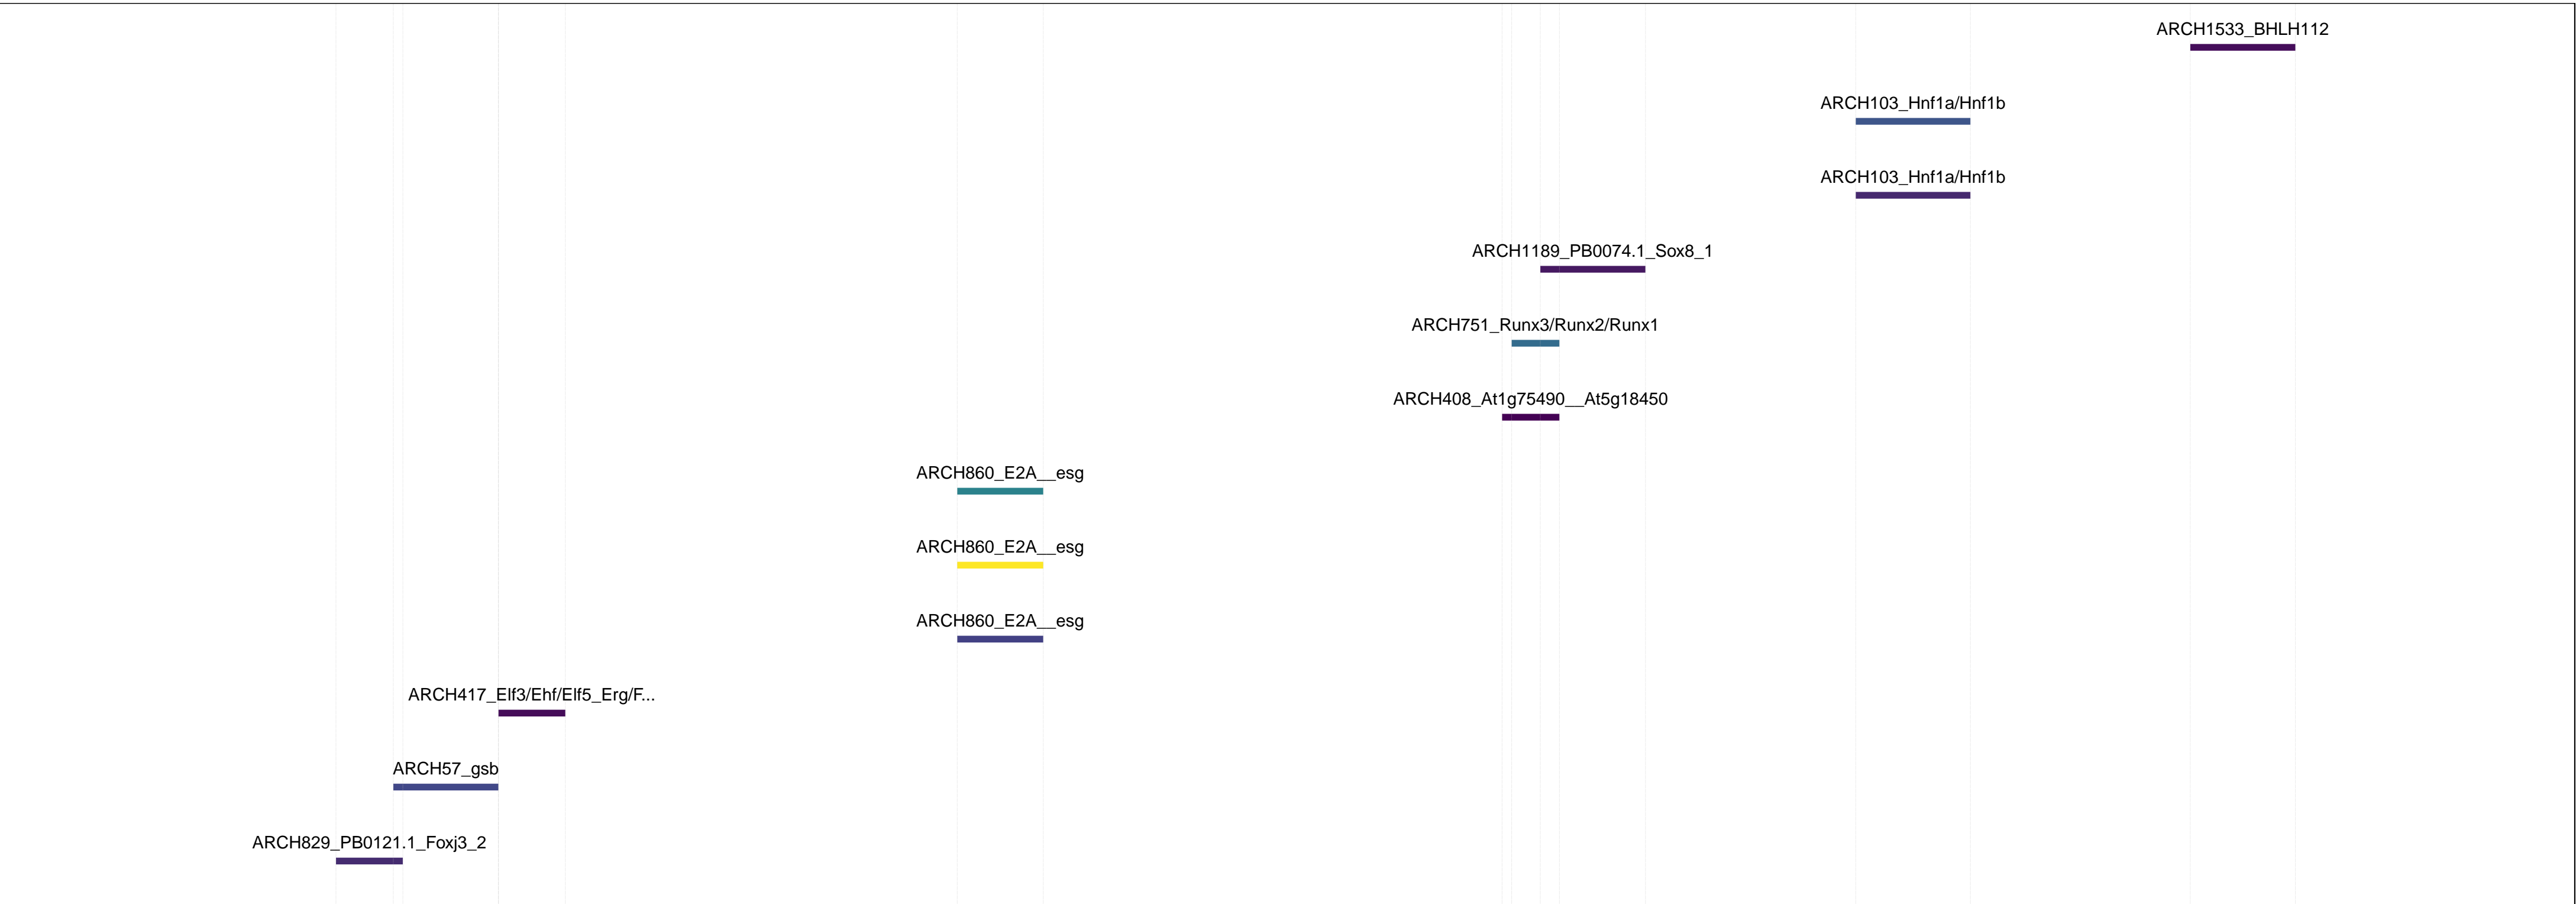 ARCH1533_BHLH112
ARCH103_Hnf1a/Hnf1b
ARCH103_Hnf1a/Hnf1b
ARCH1189_PB0074.1_Sox8_1
ARCH751_Runx3/Runx2/Runx1
ARCH408_At1g75490__At5g18450
ARCH860_E2A__esg
ARCH860_E2A__esg
ARCH860_E2A__esg
ARCH417_Elf3/Ehf/Elf5_Erg/F...
ARCH57_gsb
ARCH829_PB0121.1_Foxj3_2